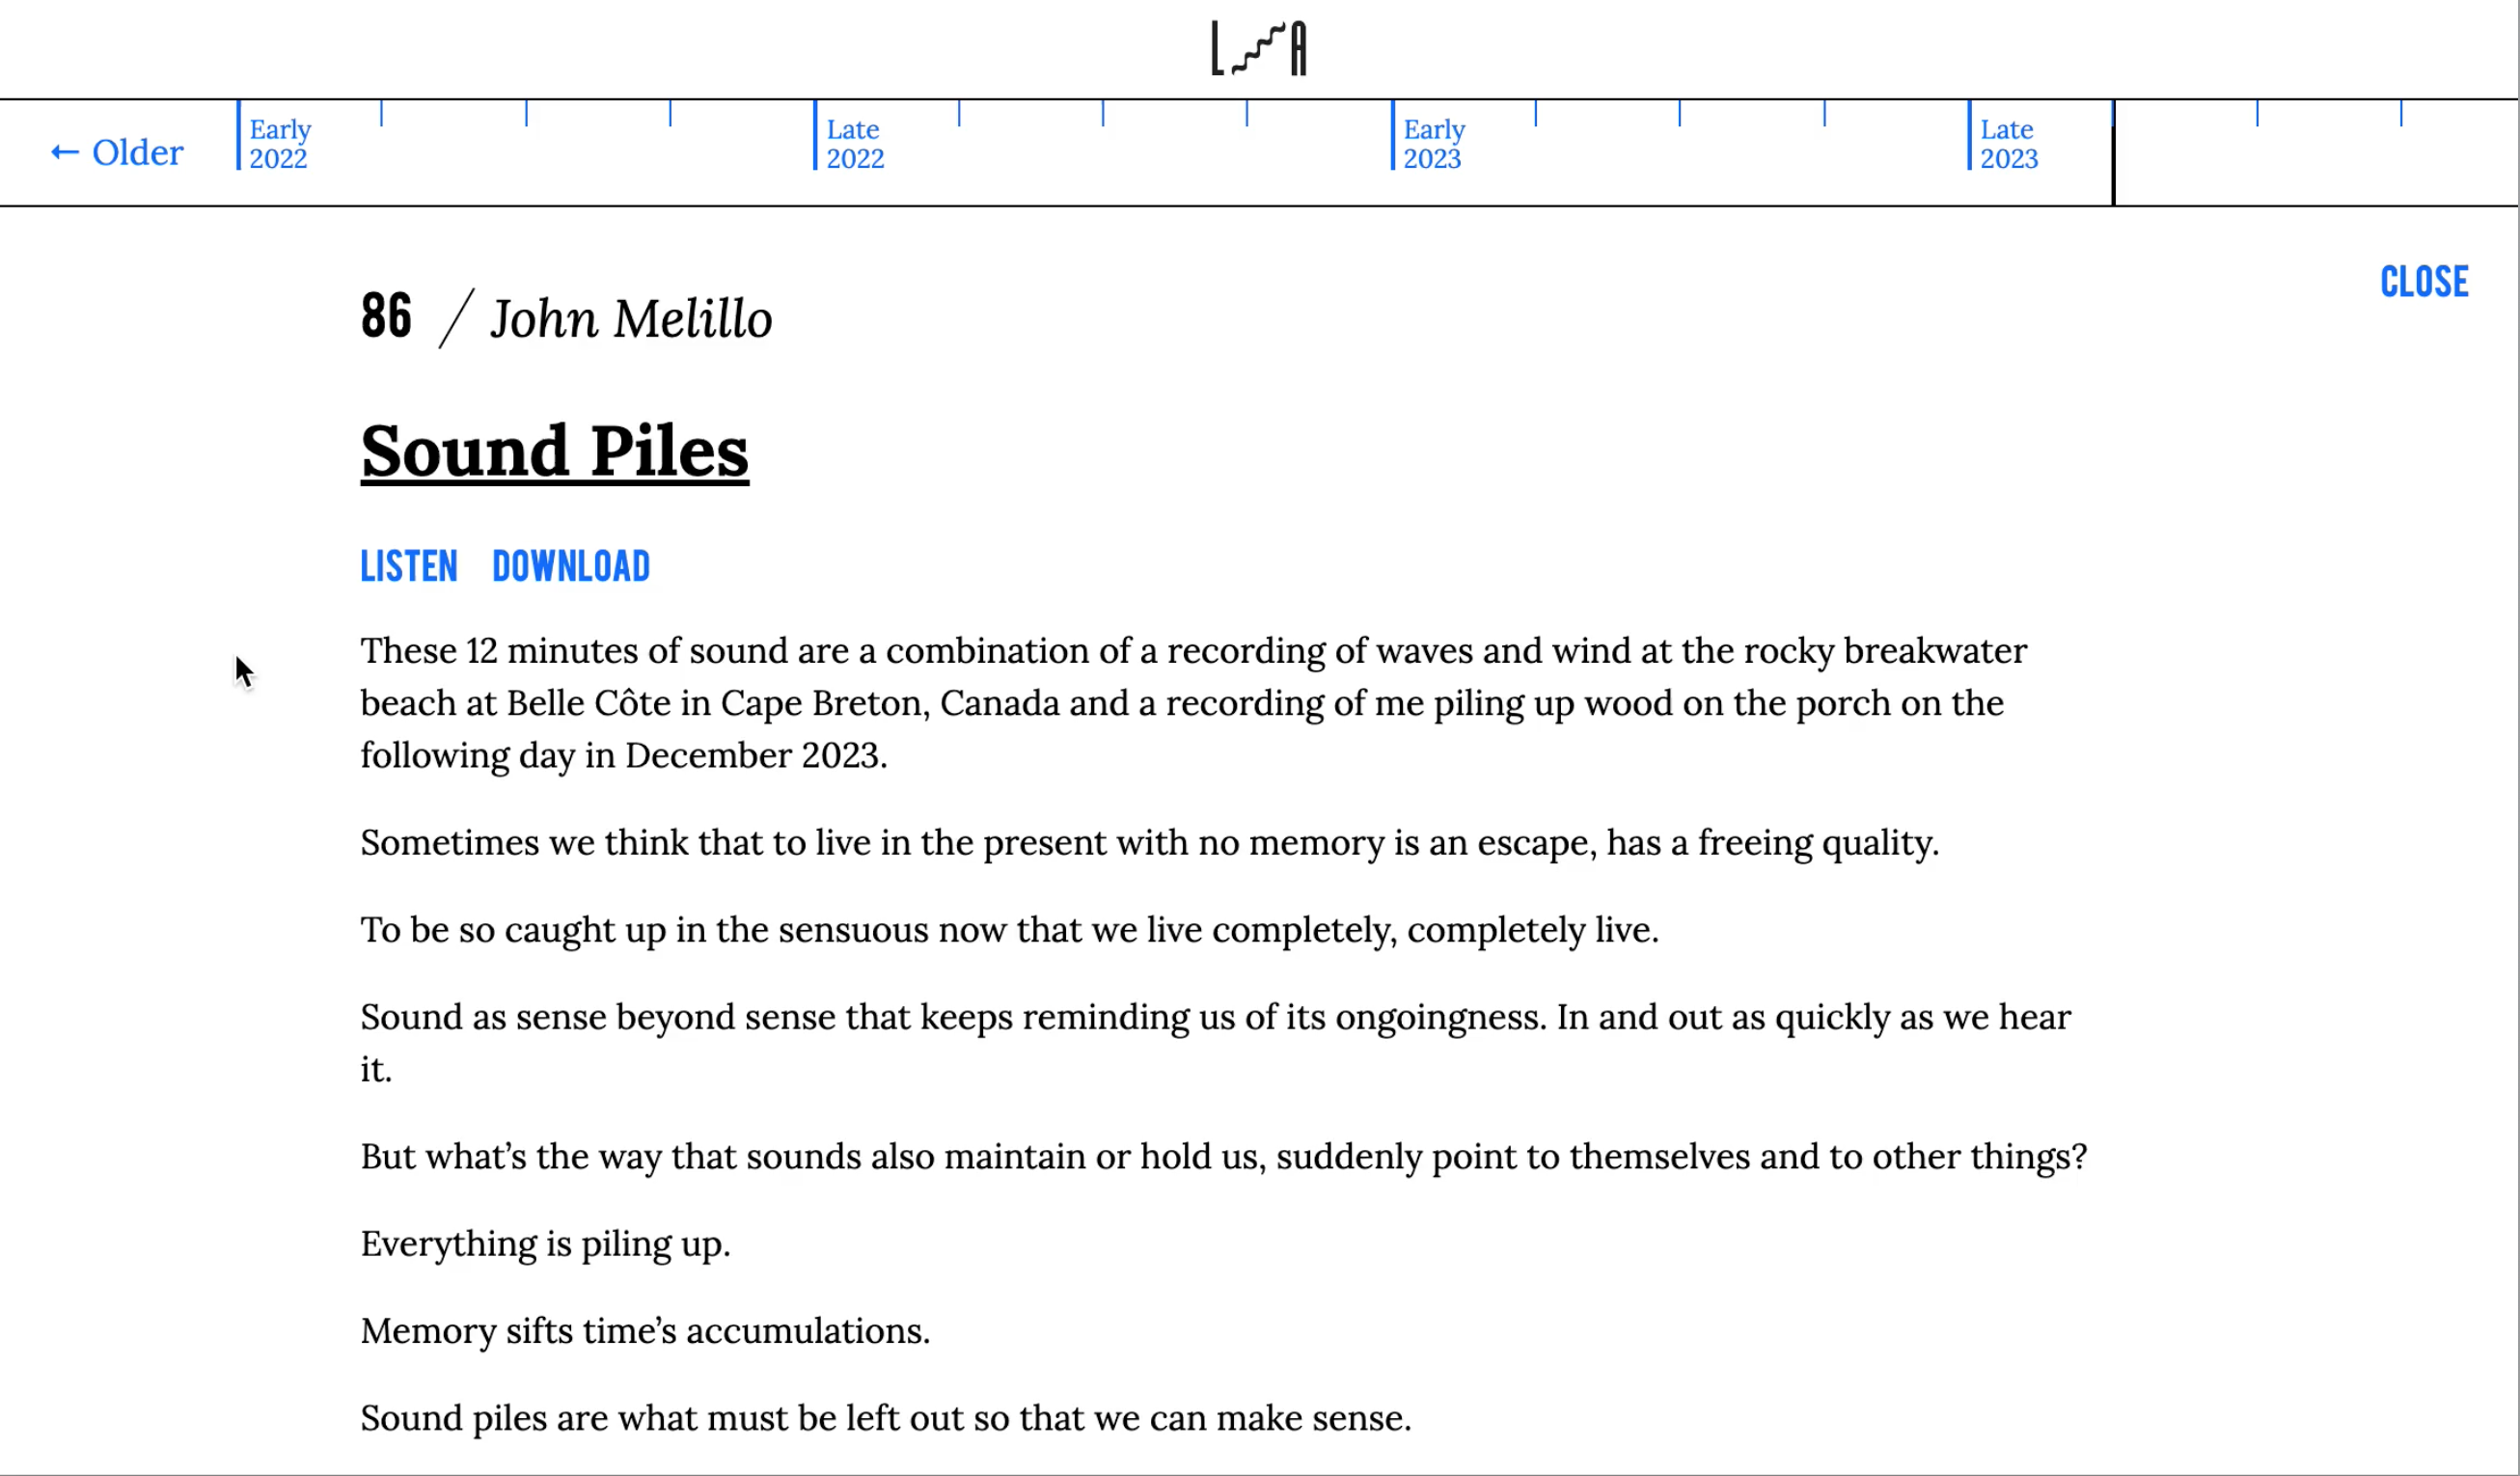 L A
← Older
Early
2022
Late
2022
Early
2023
Late
2023
CLOSE
86 / John Melillo
Sound Piles
LISTEN DOWNLOAD
These 12 minutes of sound are a combination of a recording of waves and wind at the rocky breakwater
beach at Belle Côte in Cape Breton, Canada and a recording of me piling up wood on the porch on the
following day in December 2023.
Sometimes we think that to live in the present with no memory is an escape, has a freeing quality.
To be so caught up in the sensuous now that we live completely, completely live.
Sound as sense beyond sense that keeps reminding us of its ongoingness. In and out as quickly as we hear
it.
But what’s the way that sounds also maintain or hold us, suddenly point to themselves and to other things?
Everything is piling up.
Memory sifts time’s accumulations.
Sound piles are what must be left out so that we can make sense.